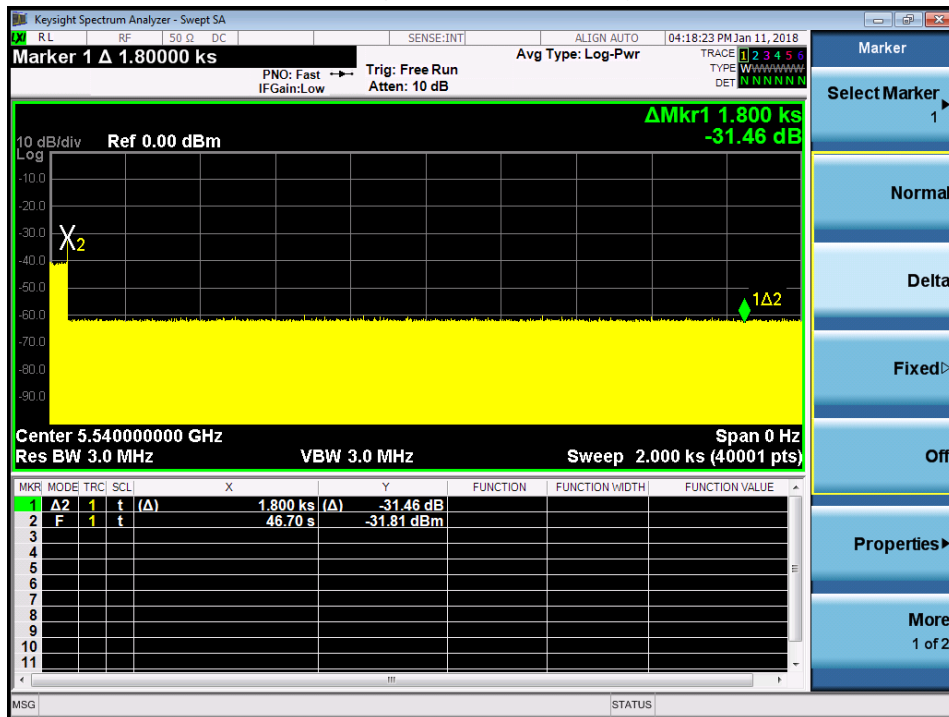 Keysight Spectrum Analyzer - Swept SA
LXI RL RF 50 Ω DC SENSE:INT ALIGN AUTO 04:18:23 PM Jan 11, 2018
Marker 1 Δ 1.80000 ks
PNO: Fast
IFGain:Low
Trig: Free Run
Atten: 10 dB
Avg Type: Log-Pwr
TRACE 1 2 3 4 5 6
TYPE WWWWWW
DET N N N N N N
ΔMkr1 1.800 ks
-31.46 dB
10 dB/div Ref 0.00 dBm
Log
-10.0
-20.0
-30.0
-40.0
-50.0
-60.0
-70.0
-80.0
-90.0
X2
1Δ2
Center 5.540000000 GHz Span 0 Hz
Res BW 3.0 MHz VBW 3.0 MHz Sweep 2.000 ks (40001 pts)
MKR MODE TRC SCL X Y FUNCTION FUNCTION WIDTH FUNCTION VALUE
1 Δ2 1 t (Δ) 1.800 ks (Δ) -31.46 dB
2 F 1 t 46.70 s -31.81 dBm
3
4
5
6
7
8
9
10
11
MSG STATUS
Marker
Select Marker
1
Normal
Delta
Fixed
Off
Properties
More
1 of 2